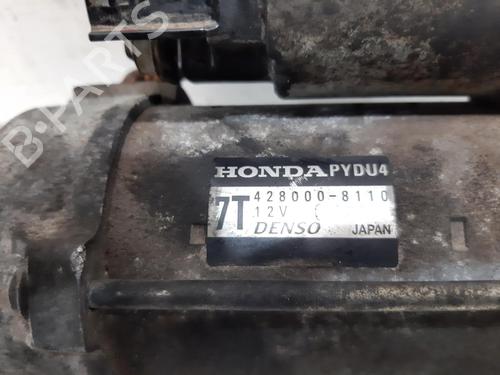 HONDA PYDU4
7T 428000-8110
12V
DENSO JAPAN
B-PARTS